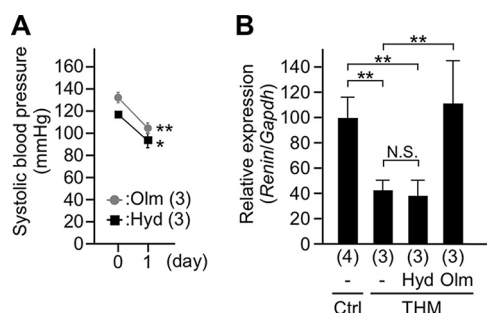 A
Systolic blood pressure
(mmHg)
160
140
120
100
80
60
40
20
0
:Olm (3)
:Hyd (3)
**
*
0 1 (day)
B
Relative expression
(Renin/Gapdh)
140
120
100
80
60
40
20
0
**
**
**
N.S.
(4) (3) (3) (3)
- - Hyd Olm
Ctrl THM